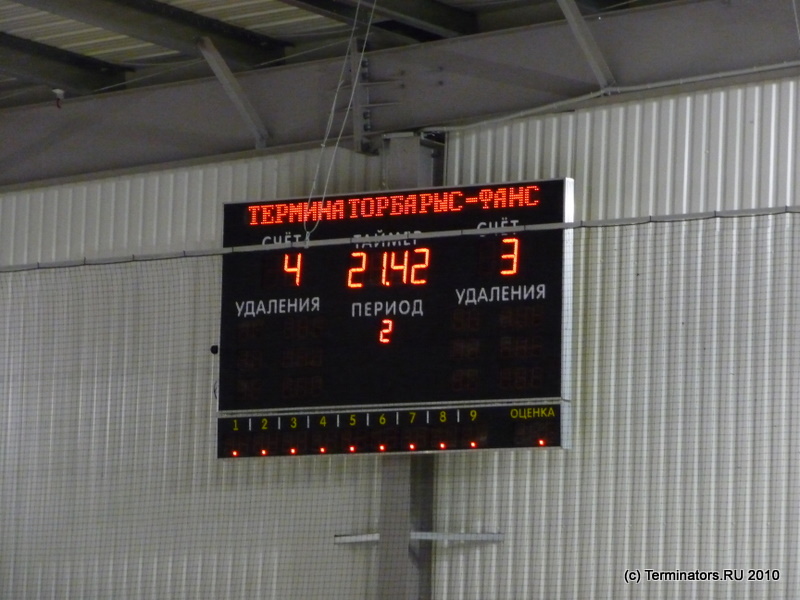 ТЕРМИНАТОРБАРЫС-ФАНС
СЧЁТ ТАЙМЕР СЧЁТ
4 21.42 3
УДАЛЕНИЯ ПЕРИОД УДАЛЕНИЯ
2
1 | 2 | 3 | 4 | 5 | 6 | 7 | 8 | 9 ОЦЕНКА
(c) Terminators.RU 2010